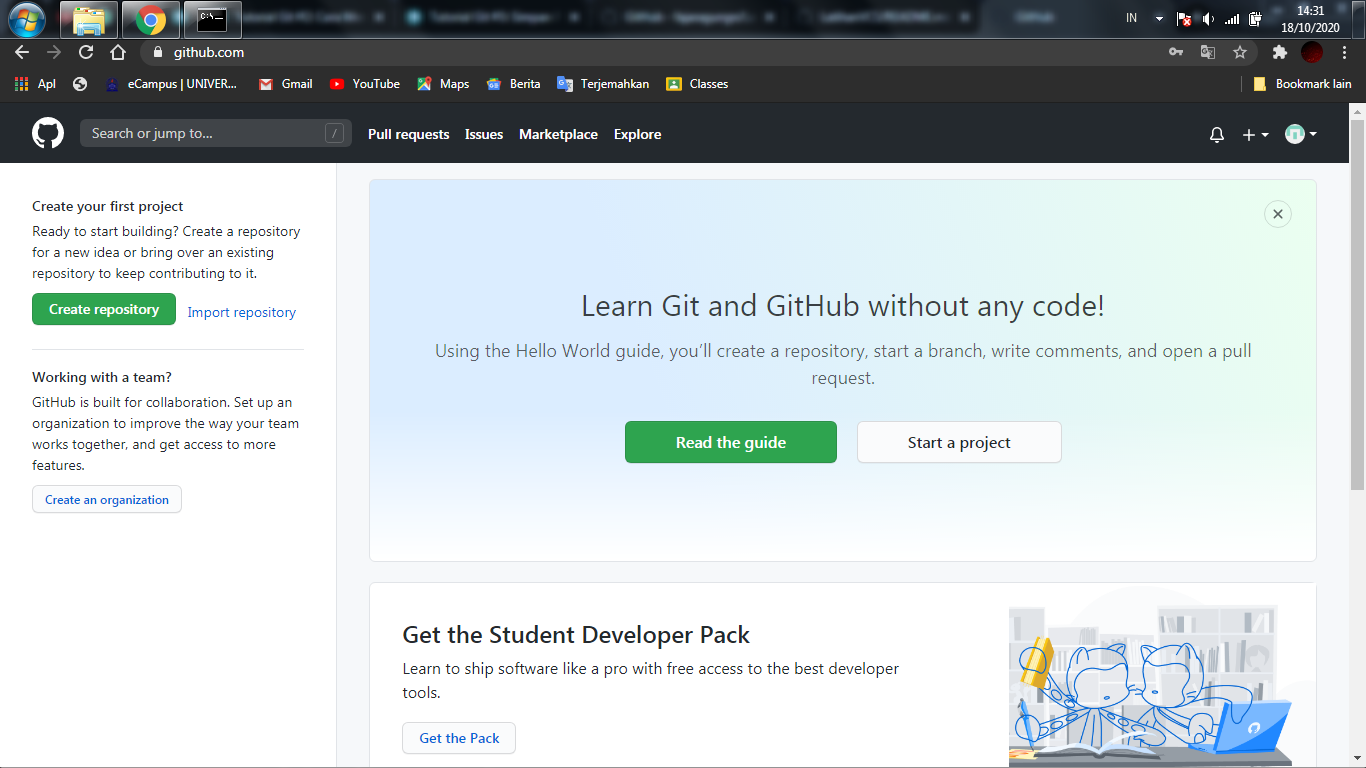 IN
14:31
18/10/2020
github.com
Apl
eCampus | UNIVER...
Gmail
YouTube
Maps
Berita
Terjemahkan
Classes
Bookmark lain
Search or jump to...
/
Pull requests
Issues
Marketplace
Explore
Create your first project
Ready to start building? Create a repository
for a new idea or bring over an existing
repository to keep contributing to it.
Create repository
Import repository
Working with a team?
GitHub is built for collaboration. Set up an
organization to improve the way your team
works together, and get access to more
features.
Create an organization
Learn Git and GitHub without any code!
Using the Hello World guide, you’ll create a repository, start a branch, write comments, and open a pull
request.
Read the guide
Start a project
Get the Student Developer Pack
Learn to ship software like a pro with free access to the best developer
tools.
Get the Pack